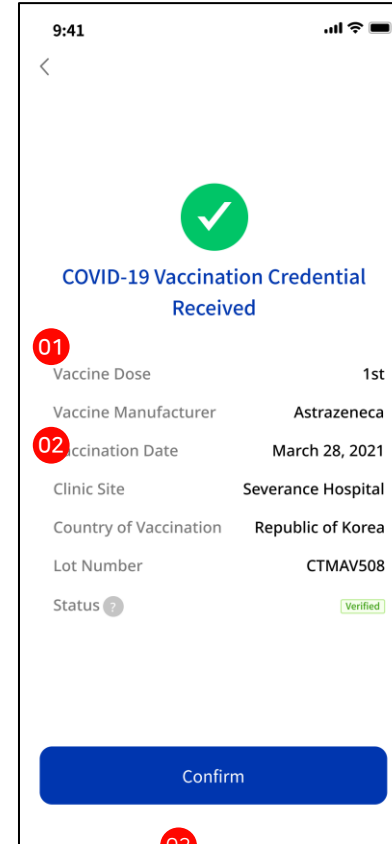 9:41
COVID-19 Vaccination Credential
Received
01
Vaccine Dose 1st
Vaccine Manufacturer Astrazeneca
02
ccination Date March 28, 2021
Clinic Site Severance Hospital
Country of Vaccination Republic of Korea
Lot Number CTMAV508
Status ? Verified
Confirm